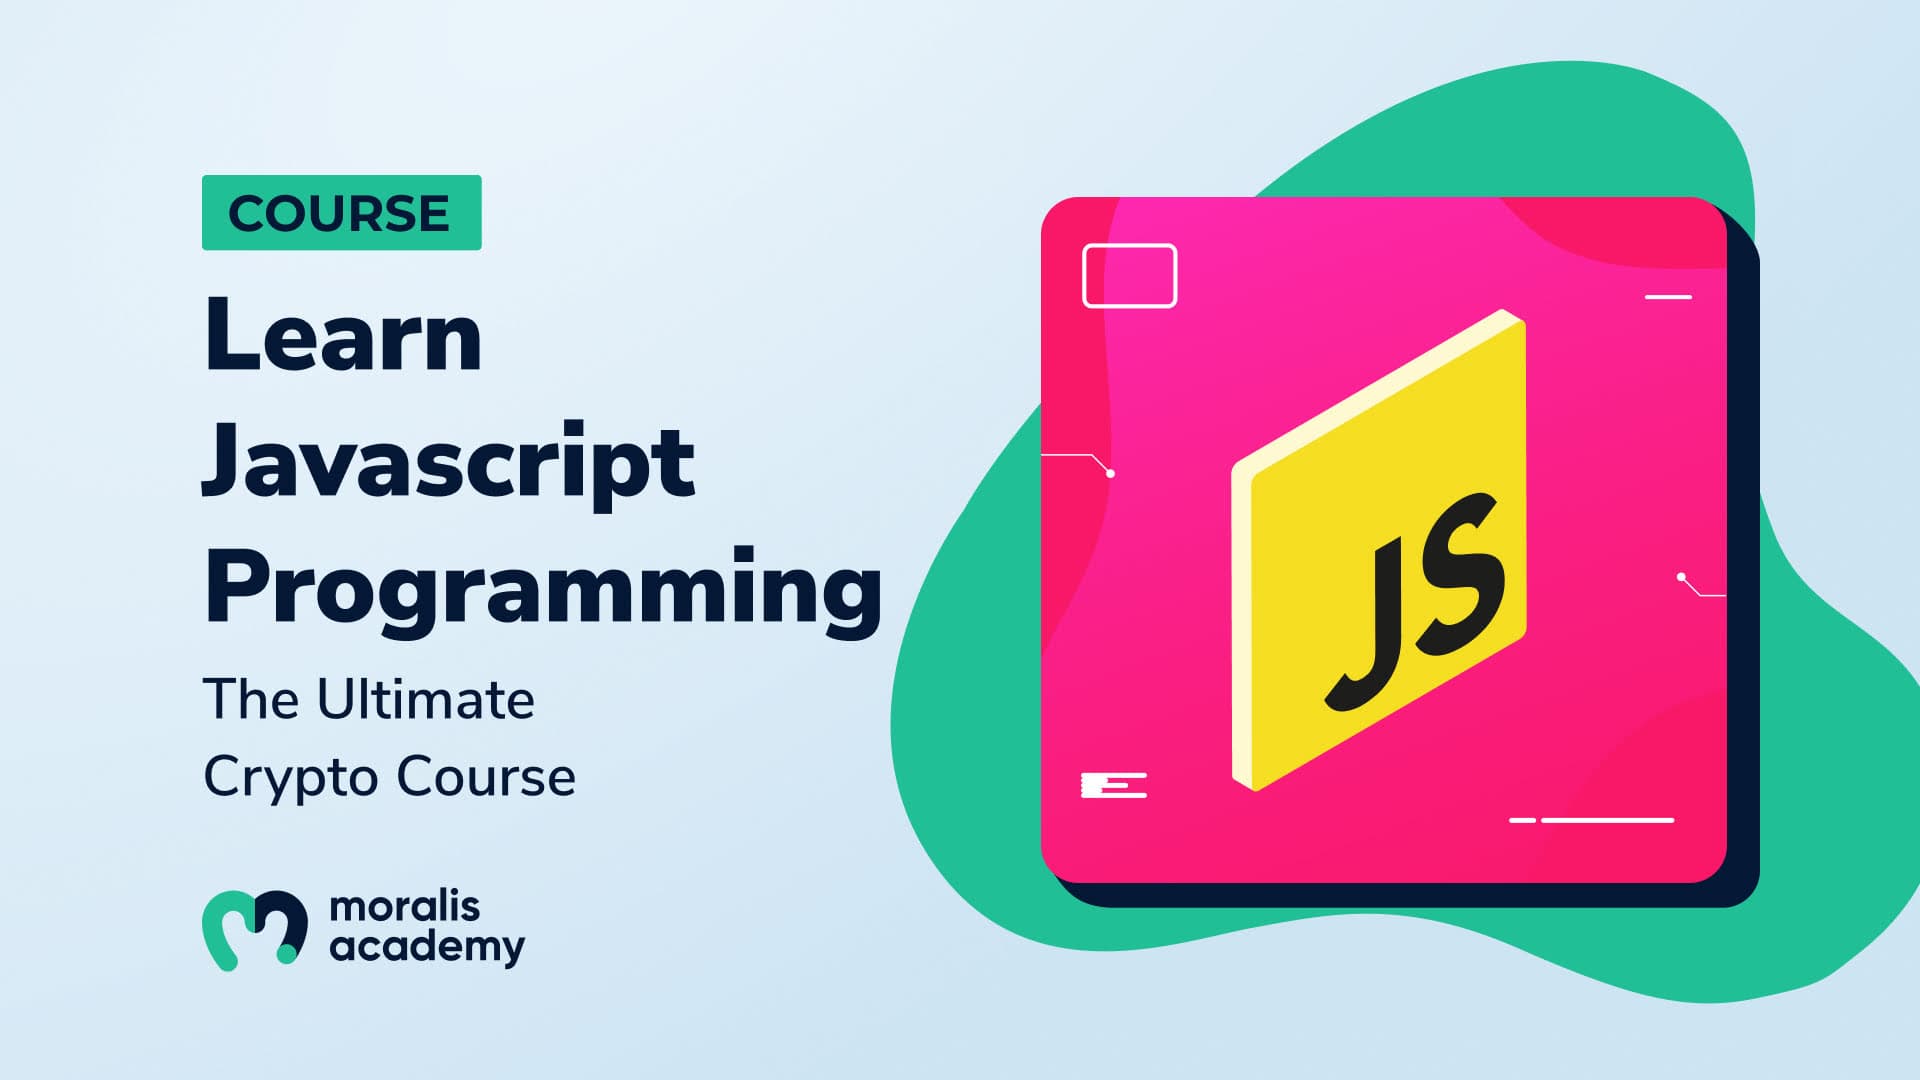 COURSE
Learn
Javascript
Programming
The Ultimate
Crypto Course
moralis
academy
JS